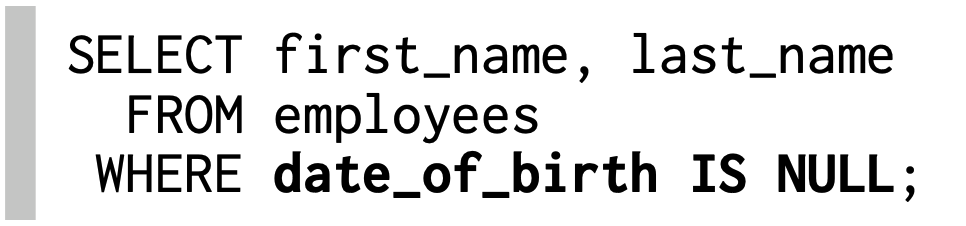 SELECT first_name, last_name
FROM employees
WHERE date_of_birth IS NULL;